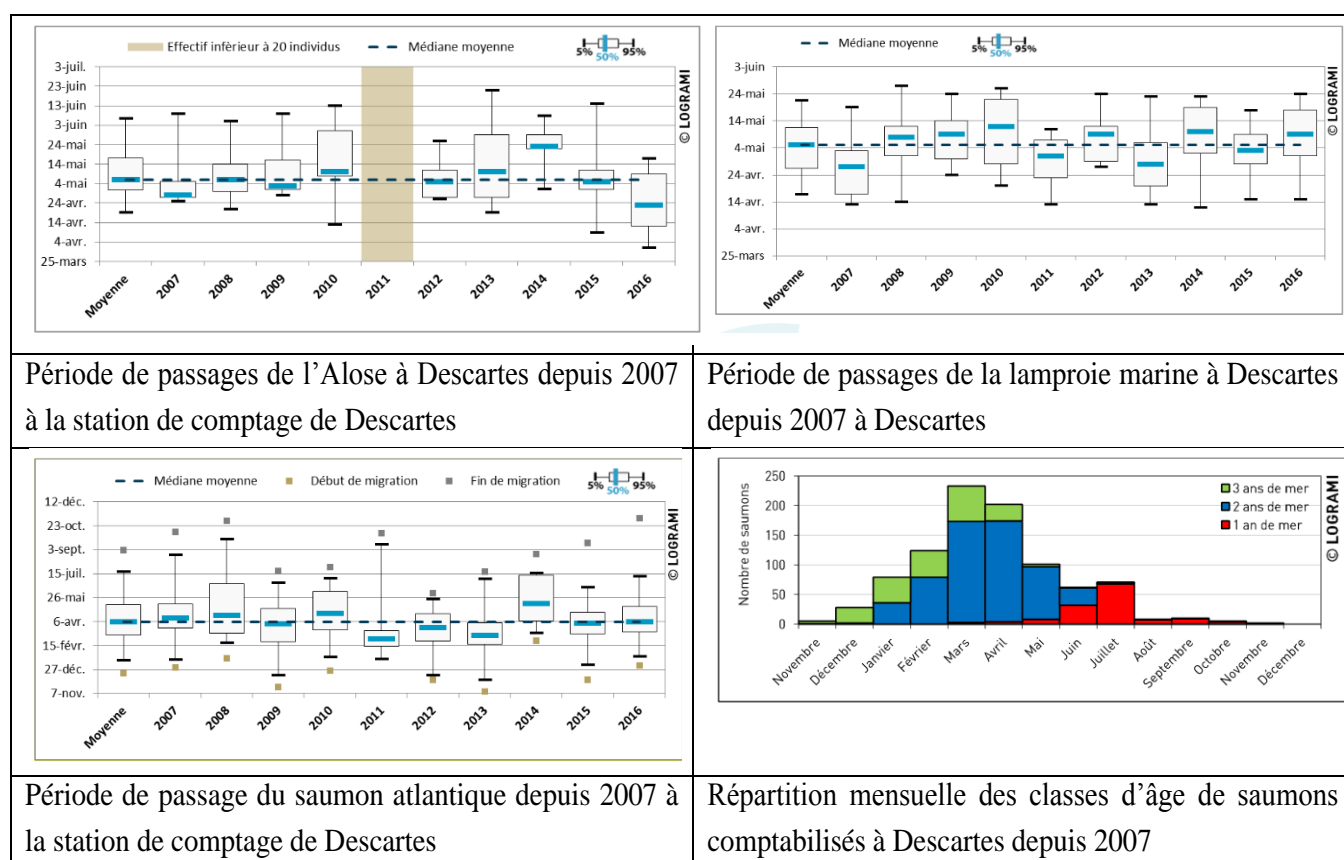 Effectif infèrieur à 20 individus Médiane moyenne 5% 50% 95%
3-juil.
23-juin
13-juin
3-juin
24-mai
14-mai
4-mai
24-avr.
14-avr.
4-avr.
25-mars
Moyenne 2007 2008 2009 2010 2011 2012 2013 2014 2015 2016
© LOGRAMI
Médiane moyenne 5% 50% 95%
3-juin
24-mai
14-mai
4-mai
24-avr.
14-avr.
4-avr.
25-mars
Moyenne 2007 2008 2009 2010 2011 2012 2013 2014 2015 2016
© LOGRAMI
Période de passages de l’Alose à Descartes depuis 2007
à la station de comptage de Descartes
Période de passages de la lamproie marine à Descartes
depuis 2007 à Descartes
Médiane moyenne Début de migration Fin de migration 5% 50% 95%
12-déc.
23-oct.
3-sept.
15-juil.
26-mai
6-avr.
15-févr.
27-déc.
7-nov.
Moyenne 2007 2008 2009 2010 2011 2012 2013 2014 2015 2016
© LOGRAMI
Nombre de saumons
250
200
150
100
50
0
3 ans de mer
2 ans de mer
1 an de mer
Novembre Décembre Janvier Février Mars Avril Mai Juin Juillet Août Septembre Octobre Novembre Décembre
© LOGRAMI
Période de passage du saumon atlantique depuis 2007 à
la station de comptage de Descartes
Répartition mensuelle des classes d’âge de saumons
comptabilisés à Descartes depuis 2007